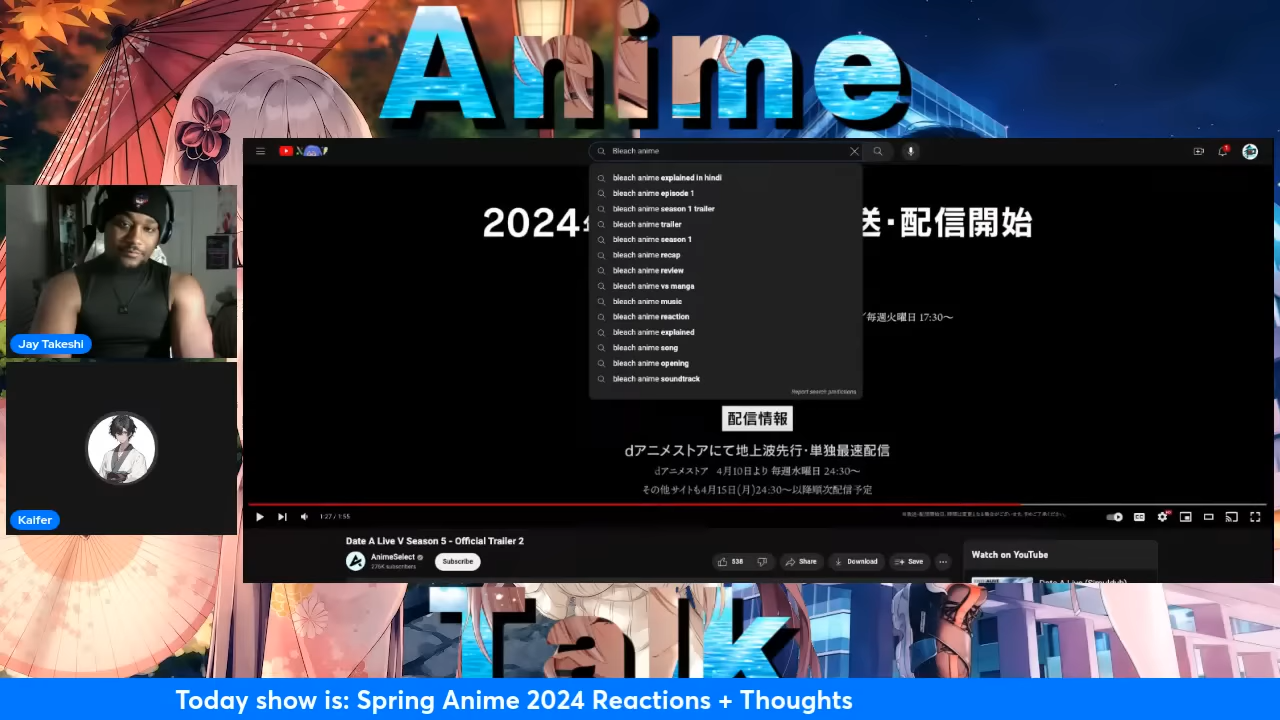 Anime
Bleach anime
bleach anime explained in hindi
bleach anime episode 1
bleach anime season 1 trailer
bleach anime trailer
bleach anime season 1
bleach anime recap
bleach anime review
bleach anime vs manga
bleach anime music
bleach anime reaction
bleach anime explained
bleach anime song
bleach anime opening
bleach anime soundtrack
Report search predictions
2024
送・配信開始
毎週火曜日 17:30〜
配信情報
dアニメストアにて地上波先行・単独最速配信
dアニメストア 4月10日より 毎週水曜日 24:30〜
その他サイトも4月15日(月)24:30〜以降順次配信予定
1:27 / 1:55
Date A Live V Season 5 - Official Trailer 2
AnimeSelect
276K subscribers
Subscribe
538
Share
Download
Save
Watch on YouTube
Jay Takeshi
Kaifer
Talk
Today show is: Spring Anime 2024 Reactions + Thoughts